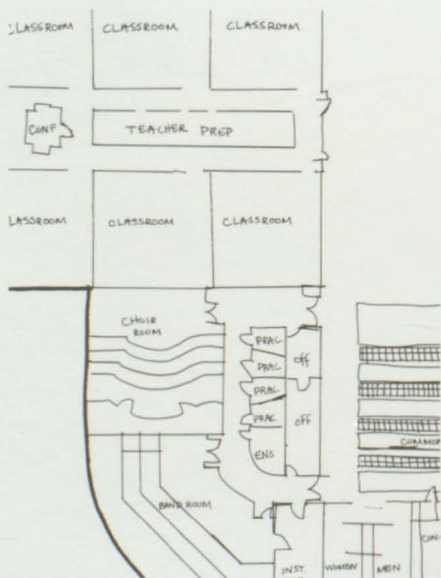 CLASSROOM
CLASSROOM
CLASSROOM
CONF
TEACHER PREP
LASSROOM
CLASSROOM
CLASSROOM
CHOIR
ROOM
PRAC
PRAC
OFF
PRAC
PRAC
OFF
ENS
COMMON
BAND ROOM
INST.
WOMEN
MEN
CON